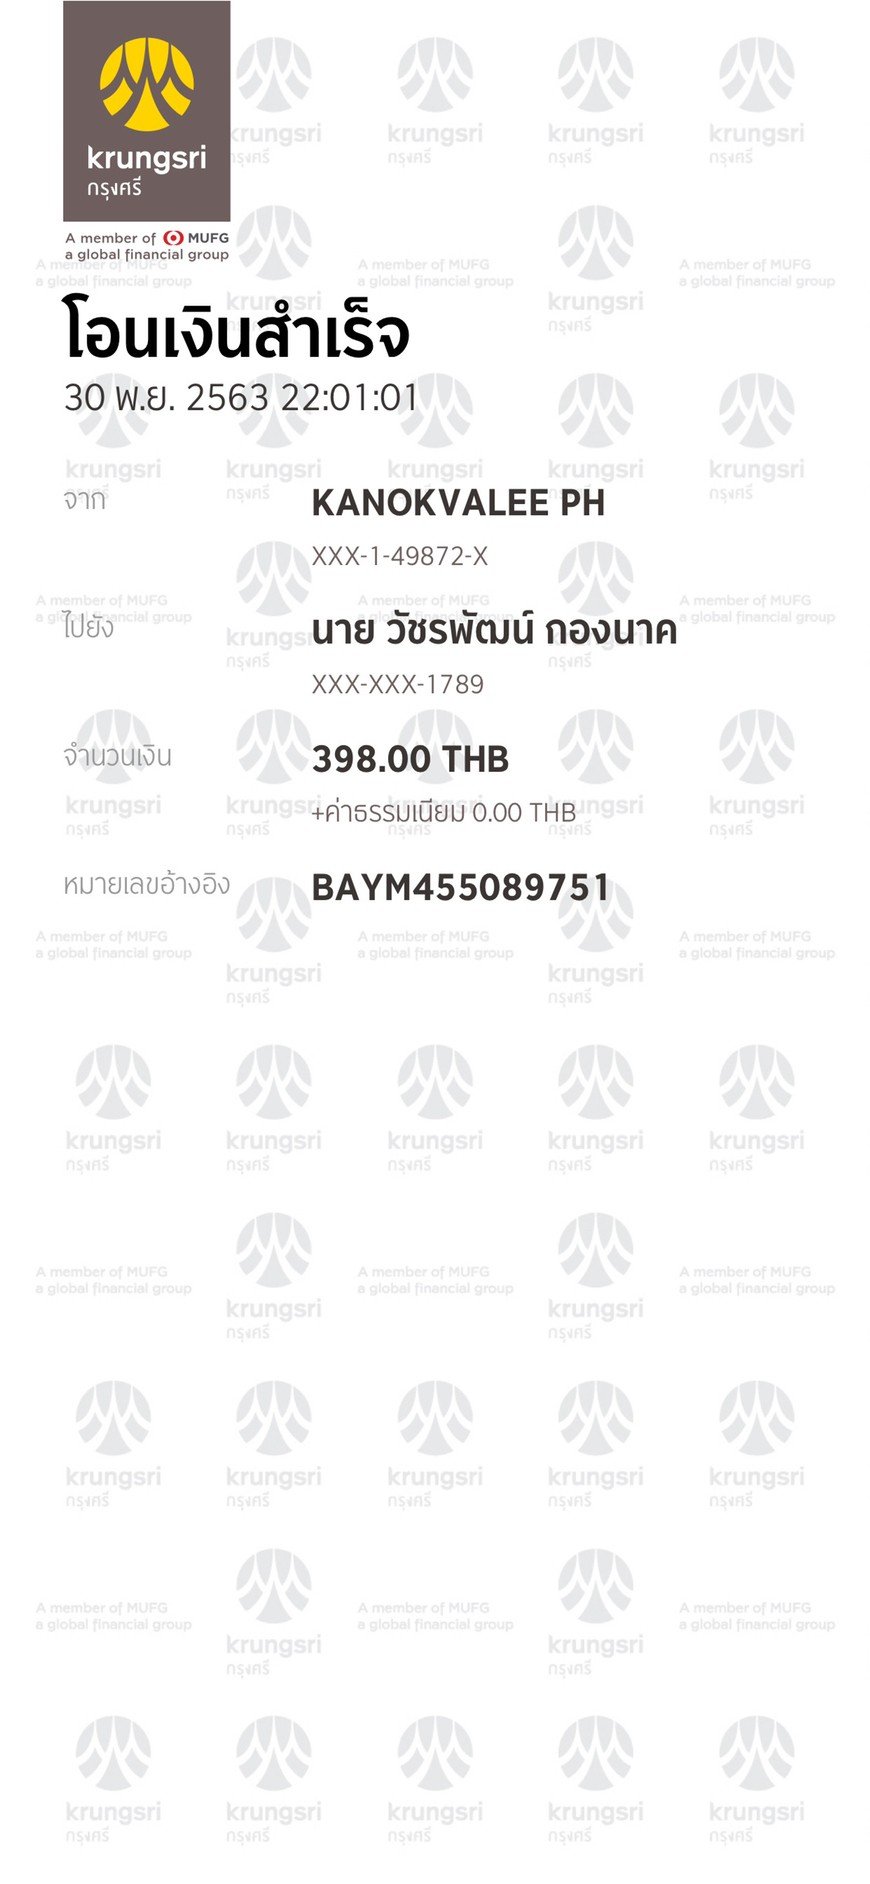 krungsri
กรุงศรี
A member of MUFG
a global financial group
โอนเงินสำเร็จ
30 พ.ย. 2563 22:01:01
จาก
KANOKVALEE PH
XXX-1-49872-X
ไปยัง
นาย วัชรพัฒน์ กองนาค
XXX-XXX-1789
จำนวนเงิน
398.00 THB
+ค่าธรรมเนียม 0.00 THB
หมายเลขอ้างอิง
BAYM455089751